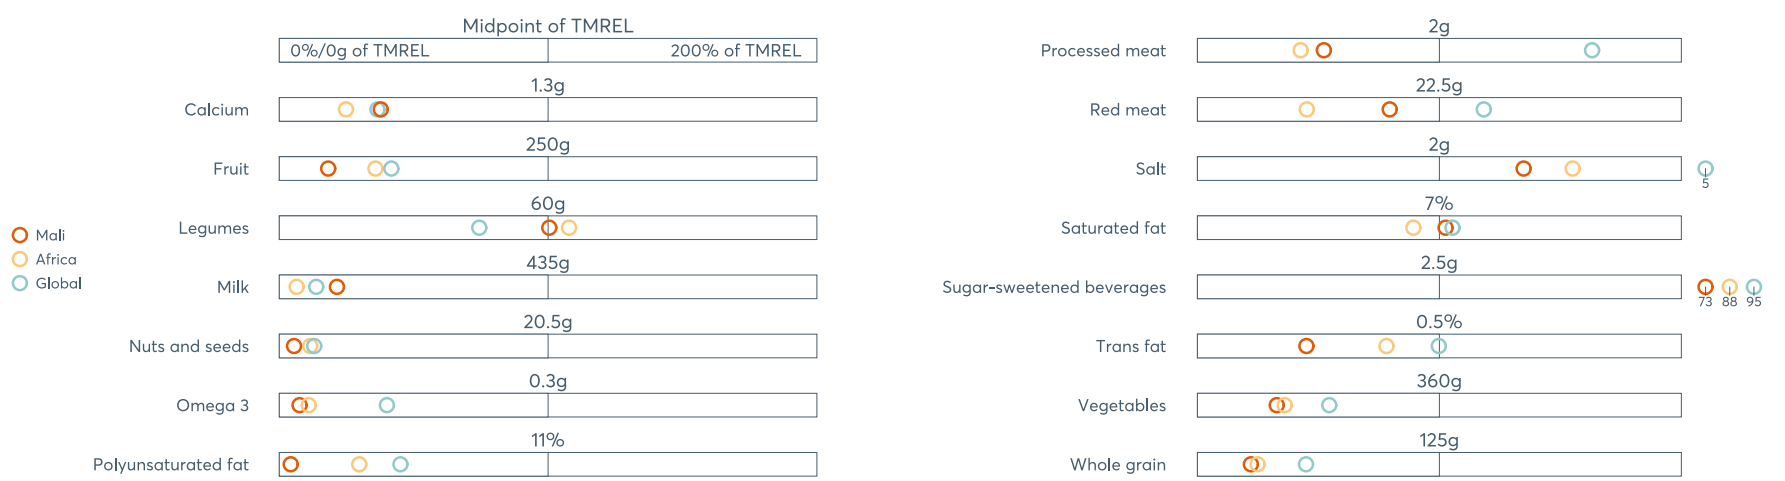 Midpoint of TMREL
0%/0g of TMREL 200% of TMREL
1.3g
Calcium
250g
Fruit
60g
Legumes
435g
Milk
20.5g
Nuts and seeds
0.3g
Omega 3
11%
Polyunsaturated fat
Mali
Africa
Global
2g
Processed meat
22.5g
Red meat
2g
Salt
5
7%
Saturated fat
2.5g
Sugar-sweetened beverages
73 88 95
0.5%
Trans fat
360g
Vegetables
125g
Whole grain